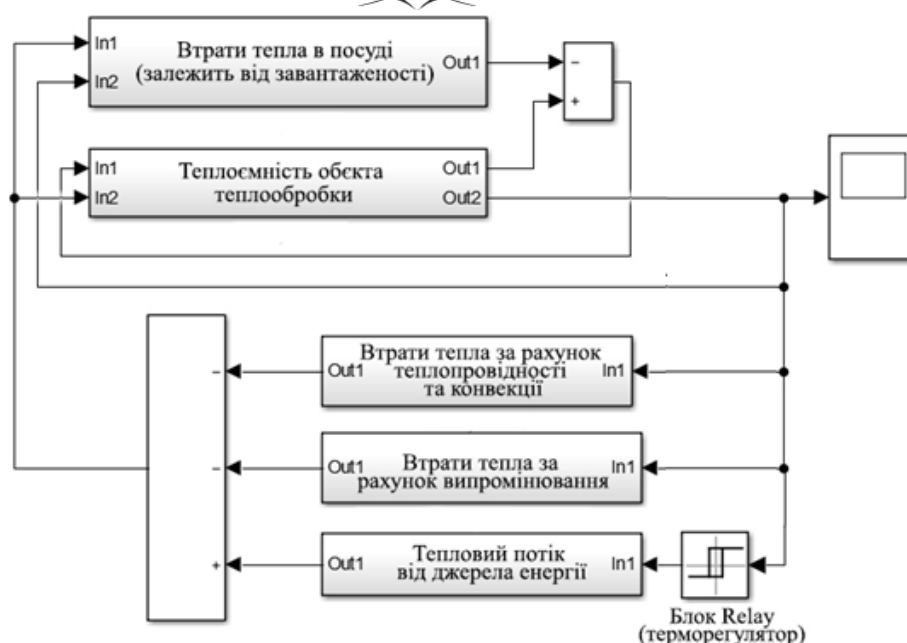 In1
Втрати тепла в посуді
(залежить від завантаженості)
Out1
In2
−
+
In1
Теплоємність обєкта
теплообробки
Out1
In2
Out2
−
Out1
Втрати тепла за рахунок
теплопровідності
та конвекції
In1
−
Out1
Втрати тепла за
рахунок випромінювання
In1
+
Out1
Тепловий потік
від джерела енергії
In1
Блок Relay
(терморегулятор)